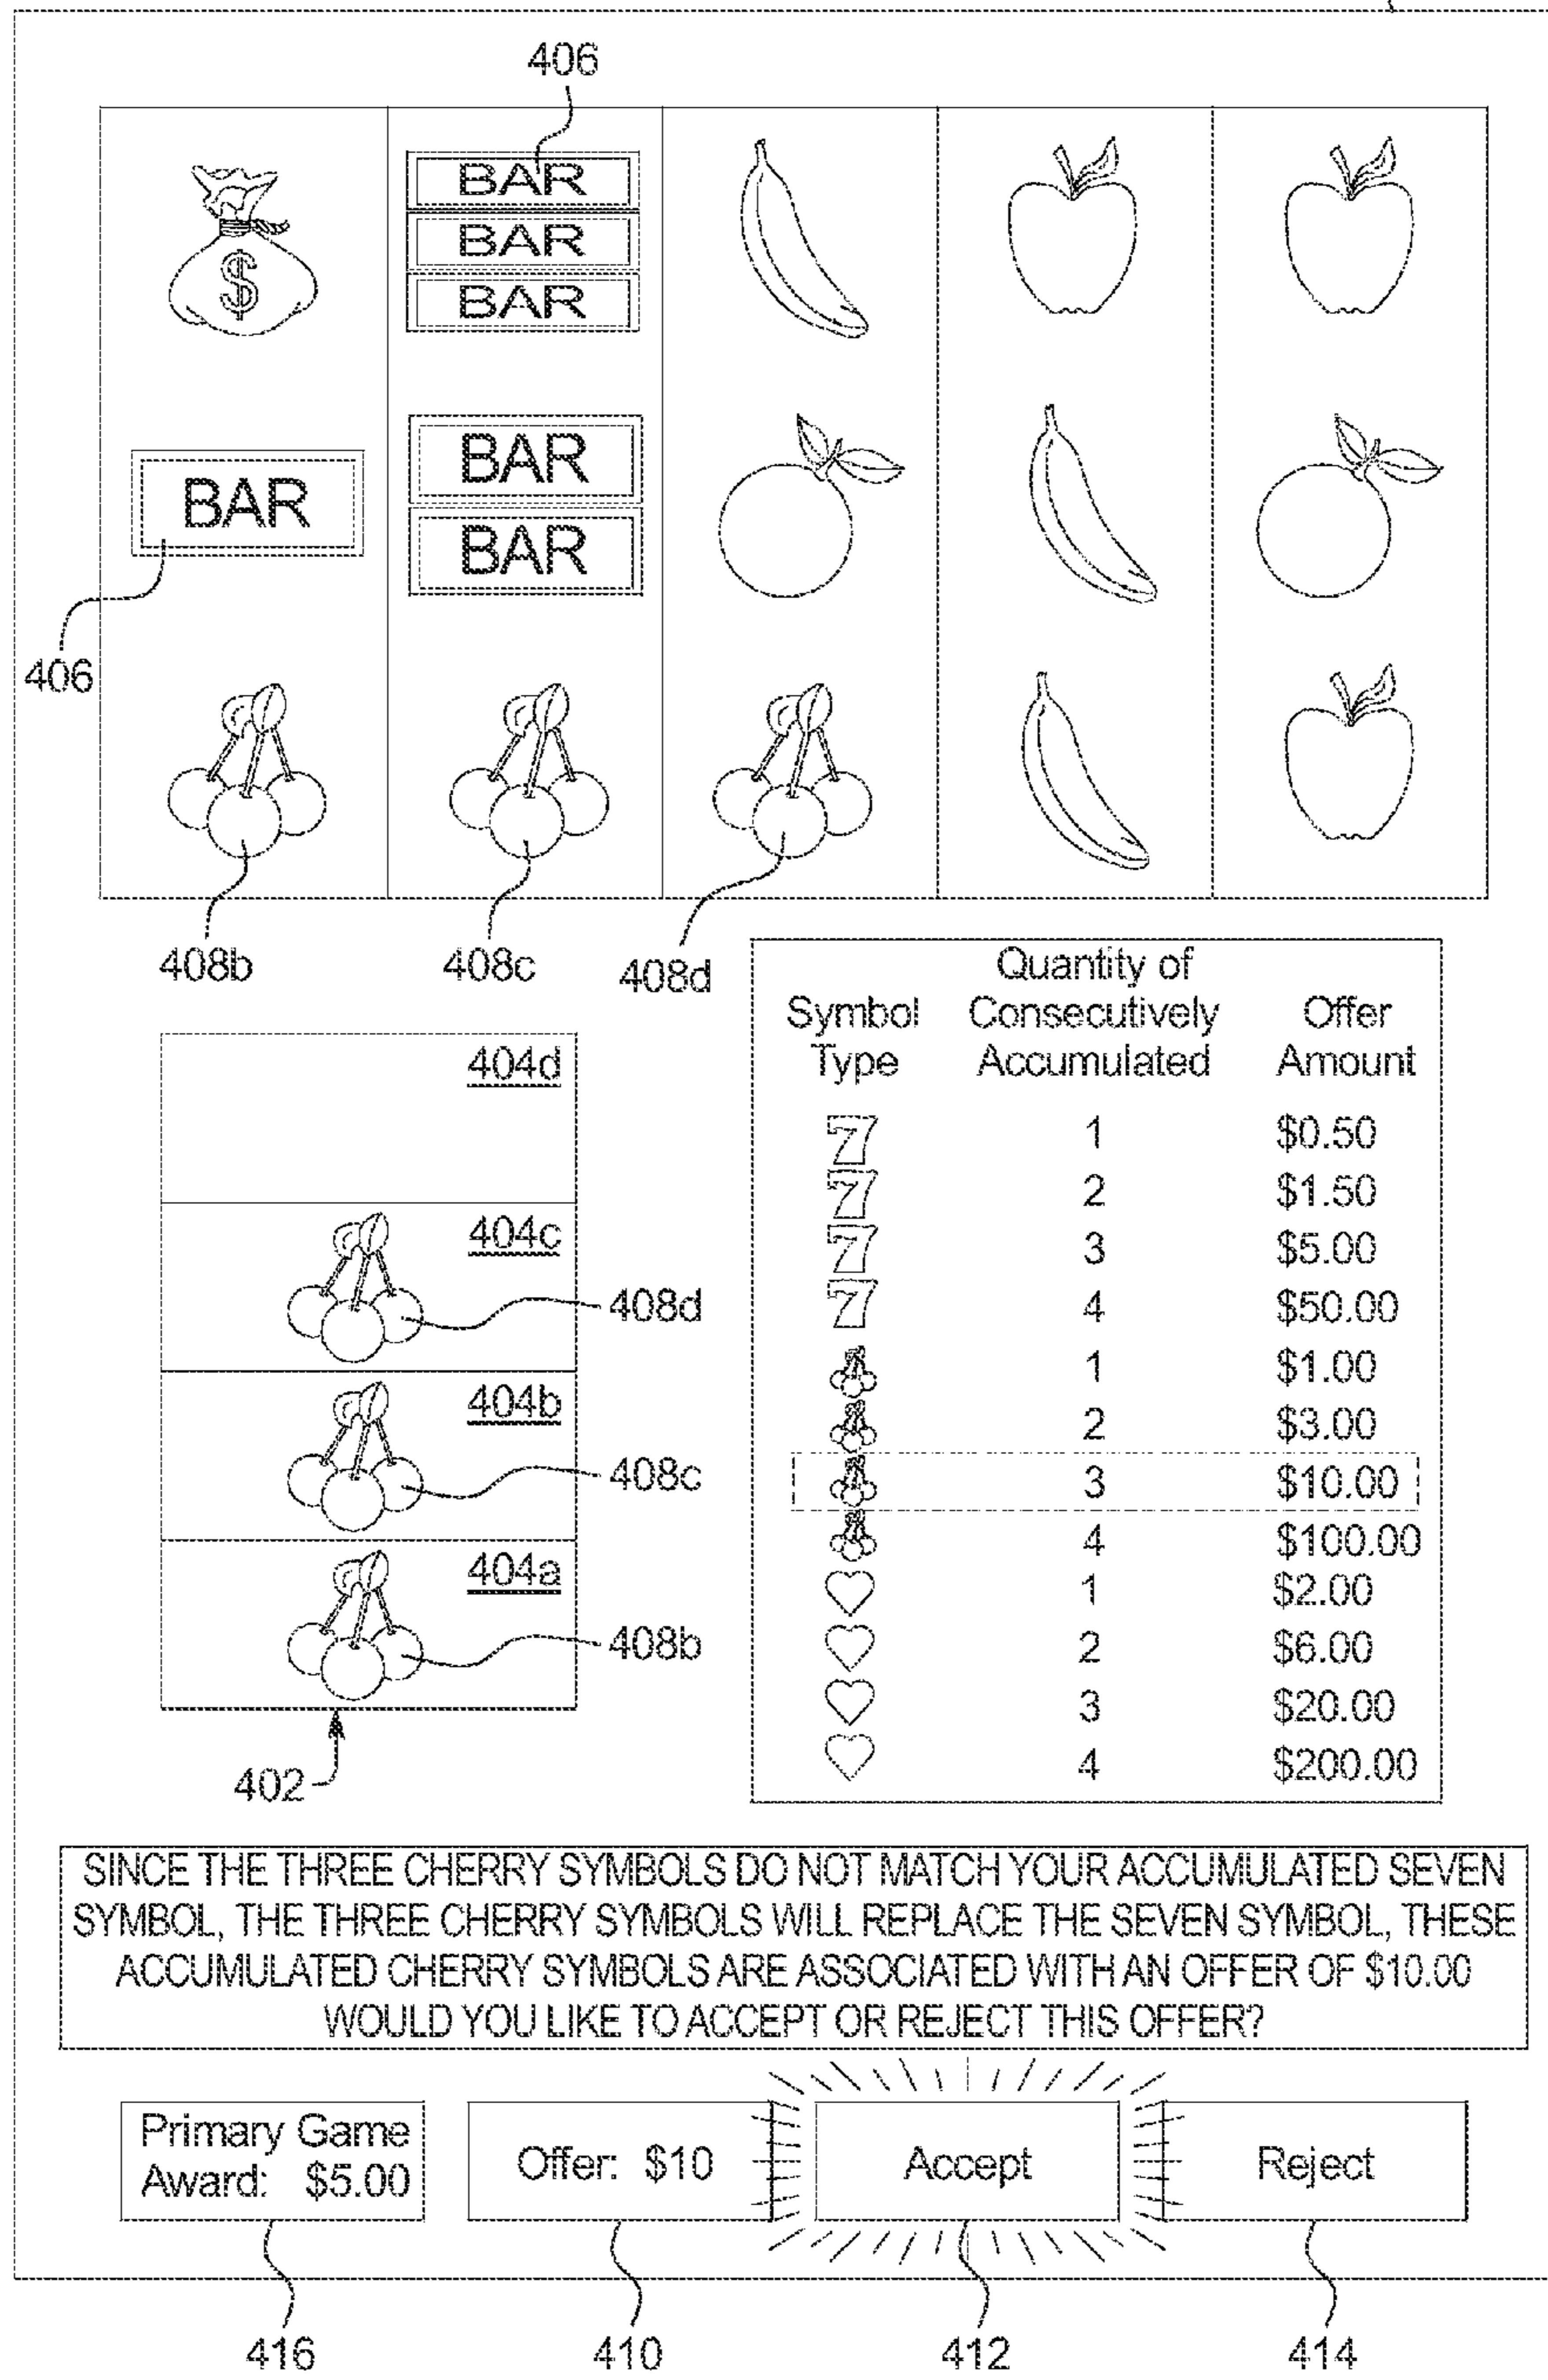 406
BAR
BAR
BAR
$
BAR
BAR
BAR
406
408b
408c
408d
Quantity of
Symbol Consecutively Offer
Type Accumulated Amount
7 1 $0.50
7 2 $1.50
7 3 $5.00
7 4 $50.00
1 $1.00
2 $3.00
3 $10.00
4 $100.00
1 $2.00
2 $6.00
3 $20.00
4 $200.00
404d
404c
408d
404b
408c
404a
408b
402
SINCE THE THREE CHERRY SYMBOLS DO NOT MATCH YOUR ACCUMULATED SEVEN
SYMBOL, THE THREE CHERRY SYMBOLS WILL REPLACE THE SEVEN SYMBOL, THESE
ACCUMULATED CHERRY SYMBOLS ARE ASSOCIATED WITH AN OFFER OF $10.00
WOULD YOU LIKE TO ACCEPT OR REJECT THIS OFFER?
Primary Game
Award: $5.00
Offer: $10
Accept
Reject
416
410
412
414